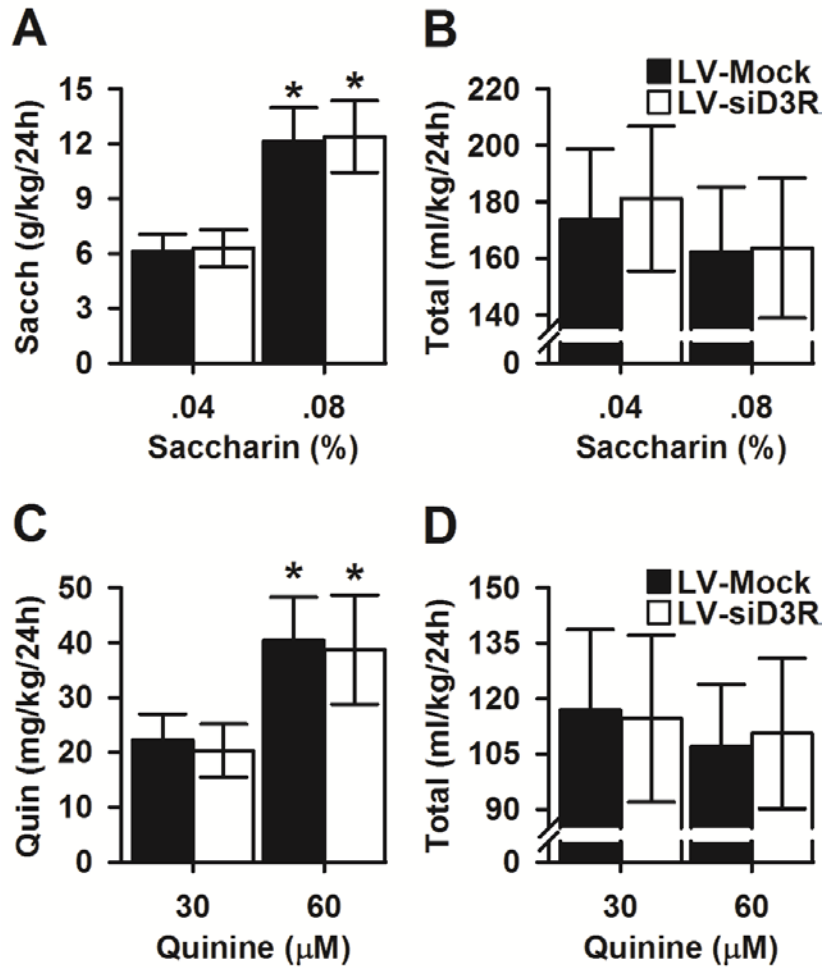 A
Sacch (g/kg/24h)
15
12
9
6
3
0
* *
.04 .08
Saccharin (%)
B
LV-Mock
LV-siD3R
Total (ml/kg/24h)
220
200
180
160
140
0
.04 .08
Saccharin (%)
C
Quin (mg/kg/24h)
50
40
30
20
10
0
* *
30 60
Quinine (μM)
D
LV-Mock
LV-siD3R
Total (ml/kg/24h)
150
135
120
105
90
0
30 60
Quinine (μM)